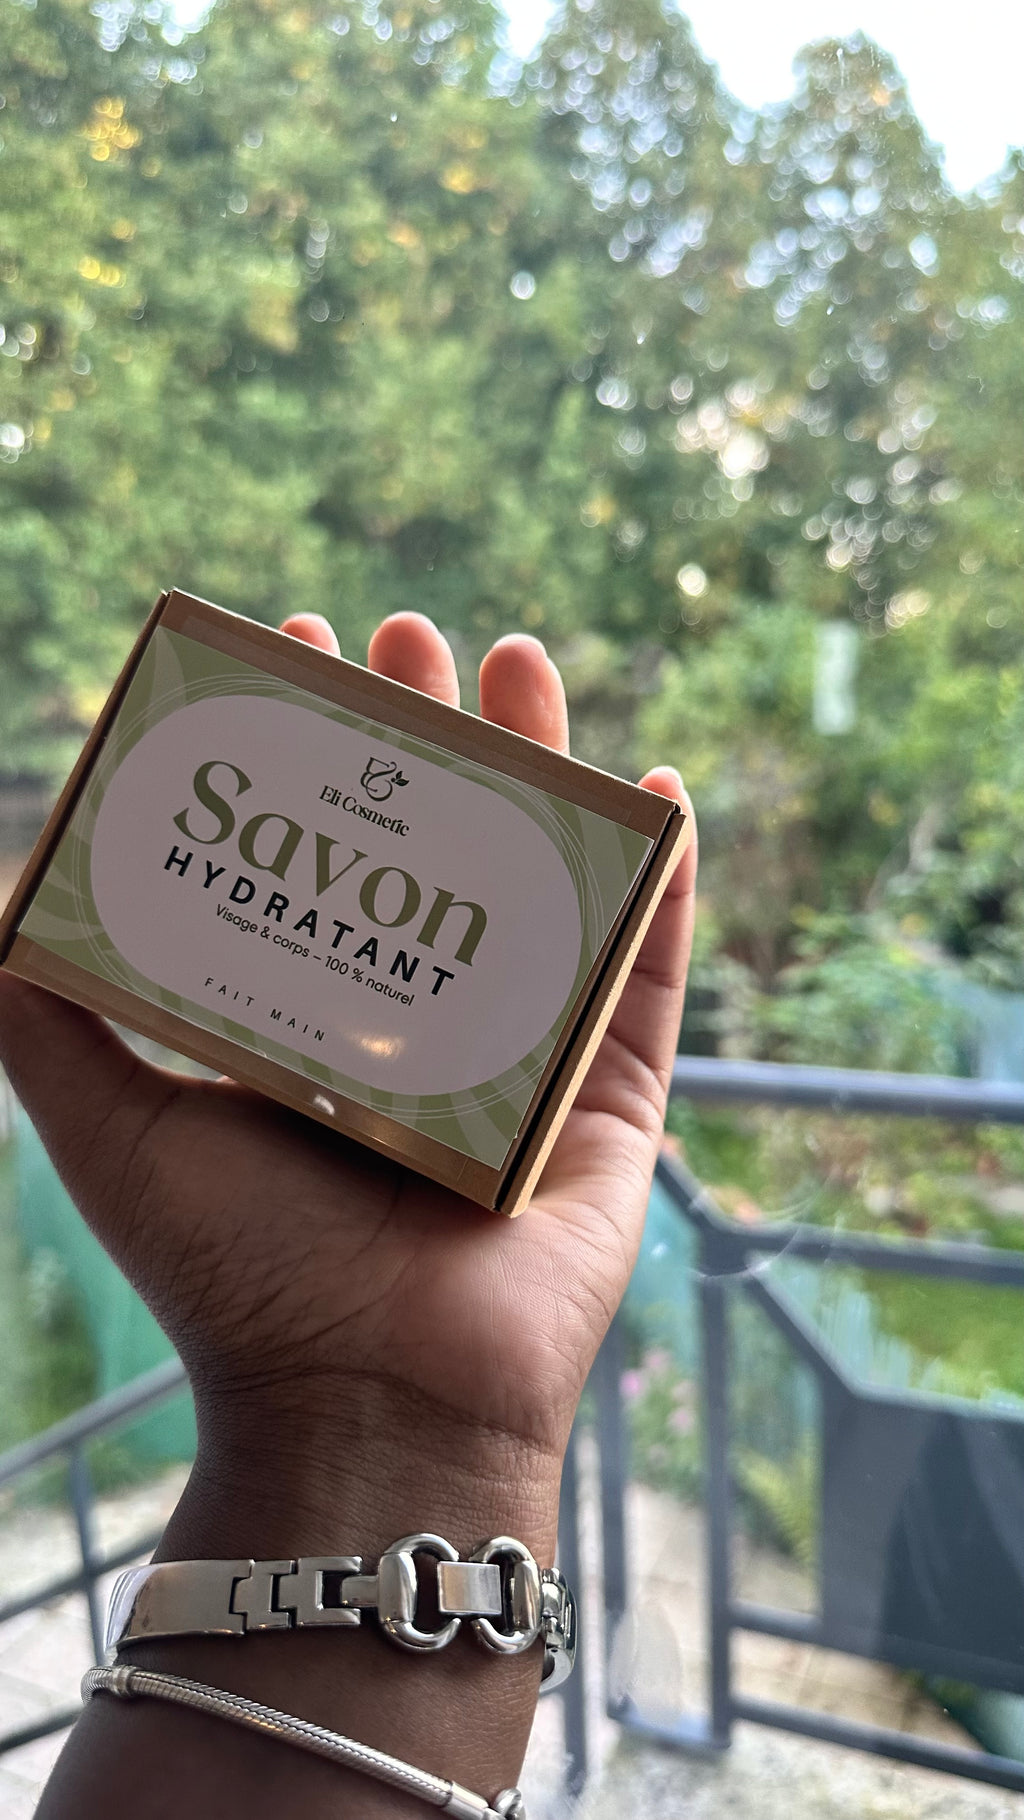 Eli Cosmetic
Savon
HYDRATANT
Visage & corps – 100 % naturel
FAIT MAIN